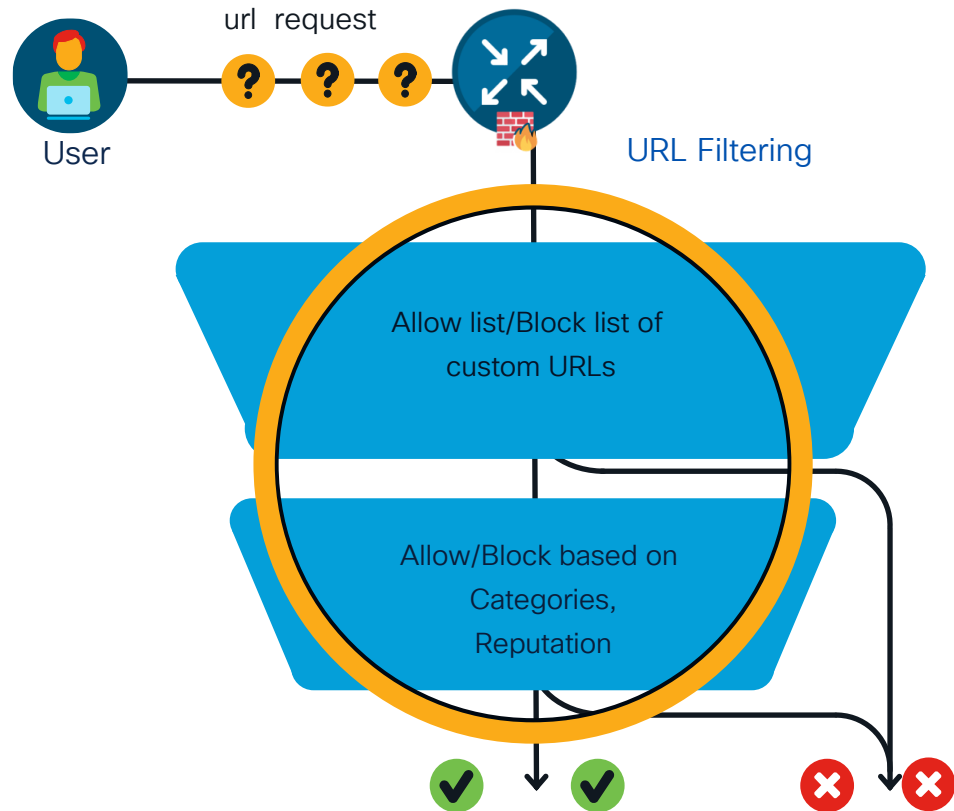 url request
User
URL Filtering
Allow list/Block list of
custom URLs
Allow/Block based on
Categories,
Reputation